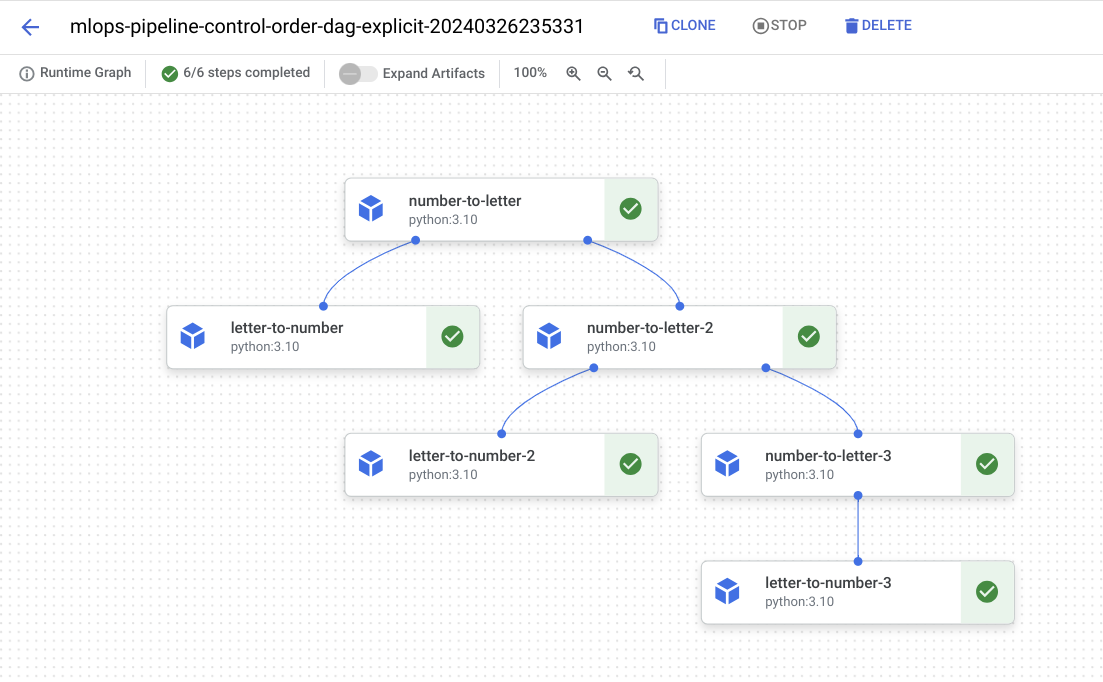 mlops-pipeline-control-order-dag-explicit-20240326235331
CLONE
STOP
DELETE
Runtime Graph
6/6 steps completed
Expand Artifacts
100%
number-to-letter
python:3.10
letter-to-number
python:3.10
number-to-letter-2
python:3.10
letter-to-number-2
python:3.10
number-to-letter-3
python:3.10
letter-to-number-3
python:3.10